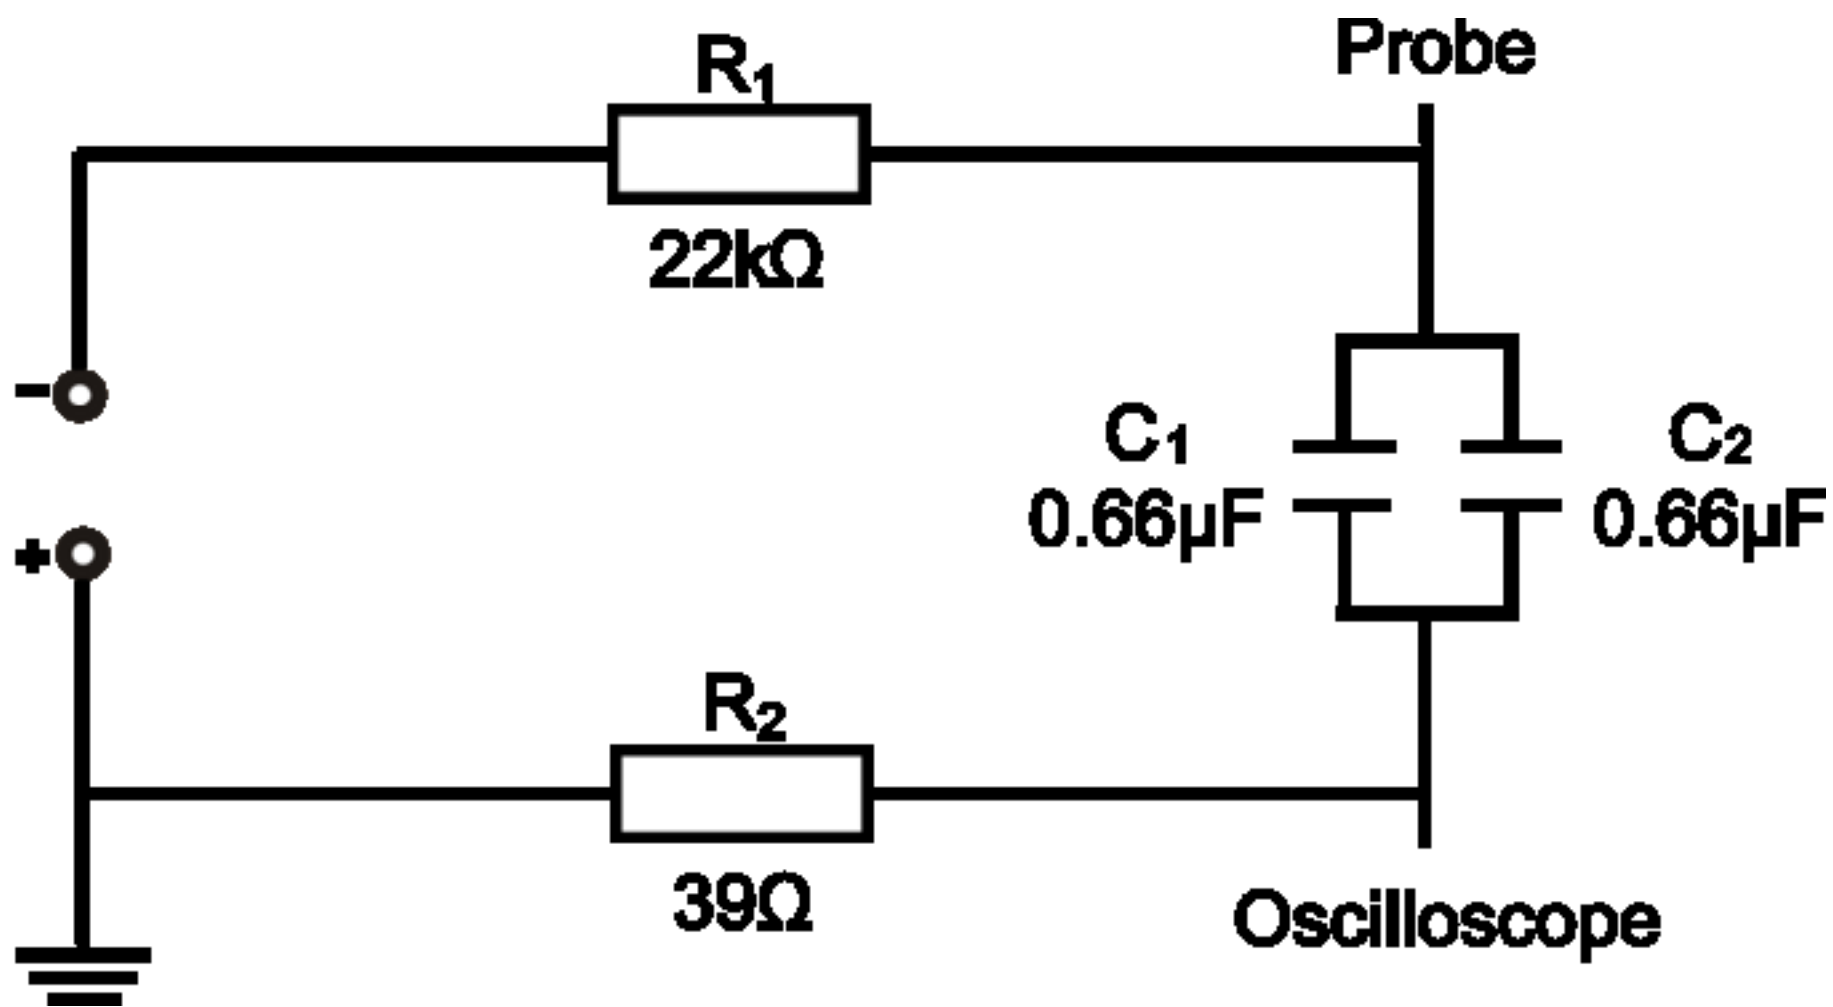 Probe
R₁
22kΩ
-
C₁
0.66µF
C₂
0.66µF
+
R₂
39Ω
Oscilloscope